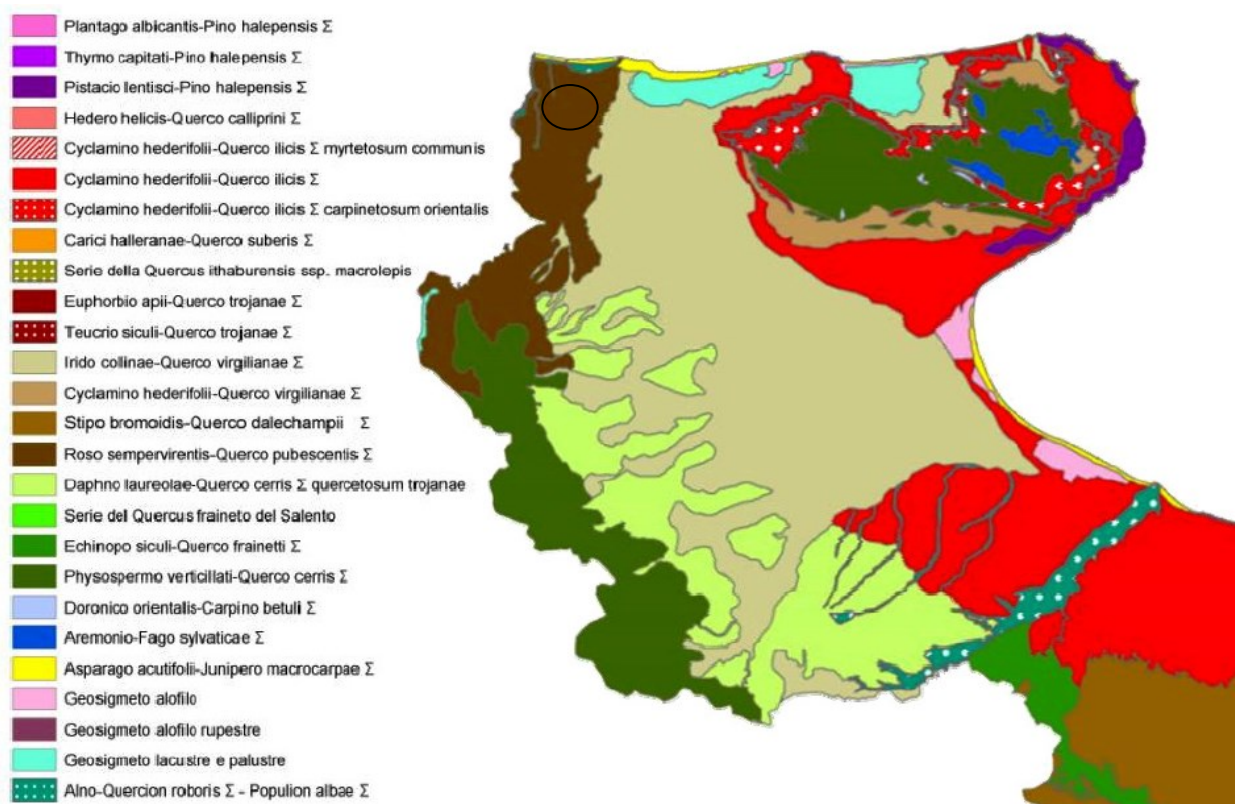 Plantago albicantis-Pino halepensis Σ
Thymo capitati-Pino halepensis Σ
Pistacio lentisci-Pino halepensis Σ
Hedero helicis-Querco calliprini Σ
Cyclamino hederifolii-Querco ilicis Σ myrtetosum communis
Cyclamino hederifolii-Querco ilicis Σ
Cyclamino hederifolii-Querco ilicis Σ carpinetosum orientalis
Carici halleranae-Querco suberis Σ
Serie della Quercus ithaburensis ssp. macrolepis
Euphorbio apii-Querco trojanae Σ
Teucrio siculi-Querco trojanae Σ
Irido collinae-Querco virgilianae Σ
Cyclamino hederifolii-Querco virgilianae Σ
Stipo bromoidis-Querco dalechampii Σ
Roso sempervirentis-Querco pubescentis Σ
Daphno laureolae-Querco cerris Σ quercetosum trojanae
Serie del Quercus fraineto del Salento
Echinopo siculi-Querco frainetti Σ
Physospermo verticillati-Querco cerris Σ
Doronico orientalis-Carpino betuli Σ
Aremonio-Fago sylvaticae Σ
Asparago acutifolii-Junipero macrocarpae Σ
Geosigmeto alofilo
Geosigmeto alofilo rupestre
Geosigmeto lacustre e palustre
Alno-Quercion roboris Σ - Populion albae Σ